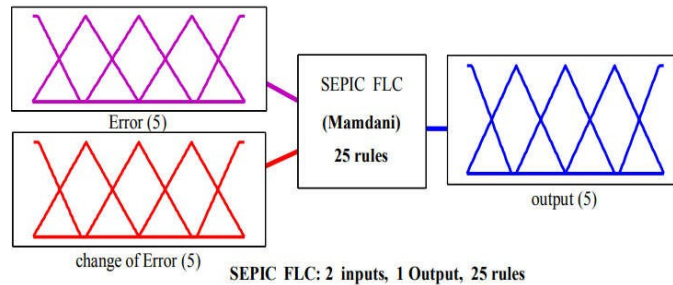 Error (5)
change of Error (5)
SEPIC FLC
(Mamdani)
25 rules
output (5)
SEPIC FLC: 2 inputs, 1 Output, 25 rules